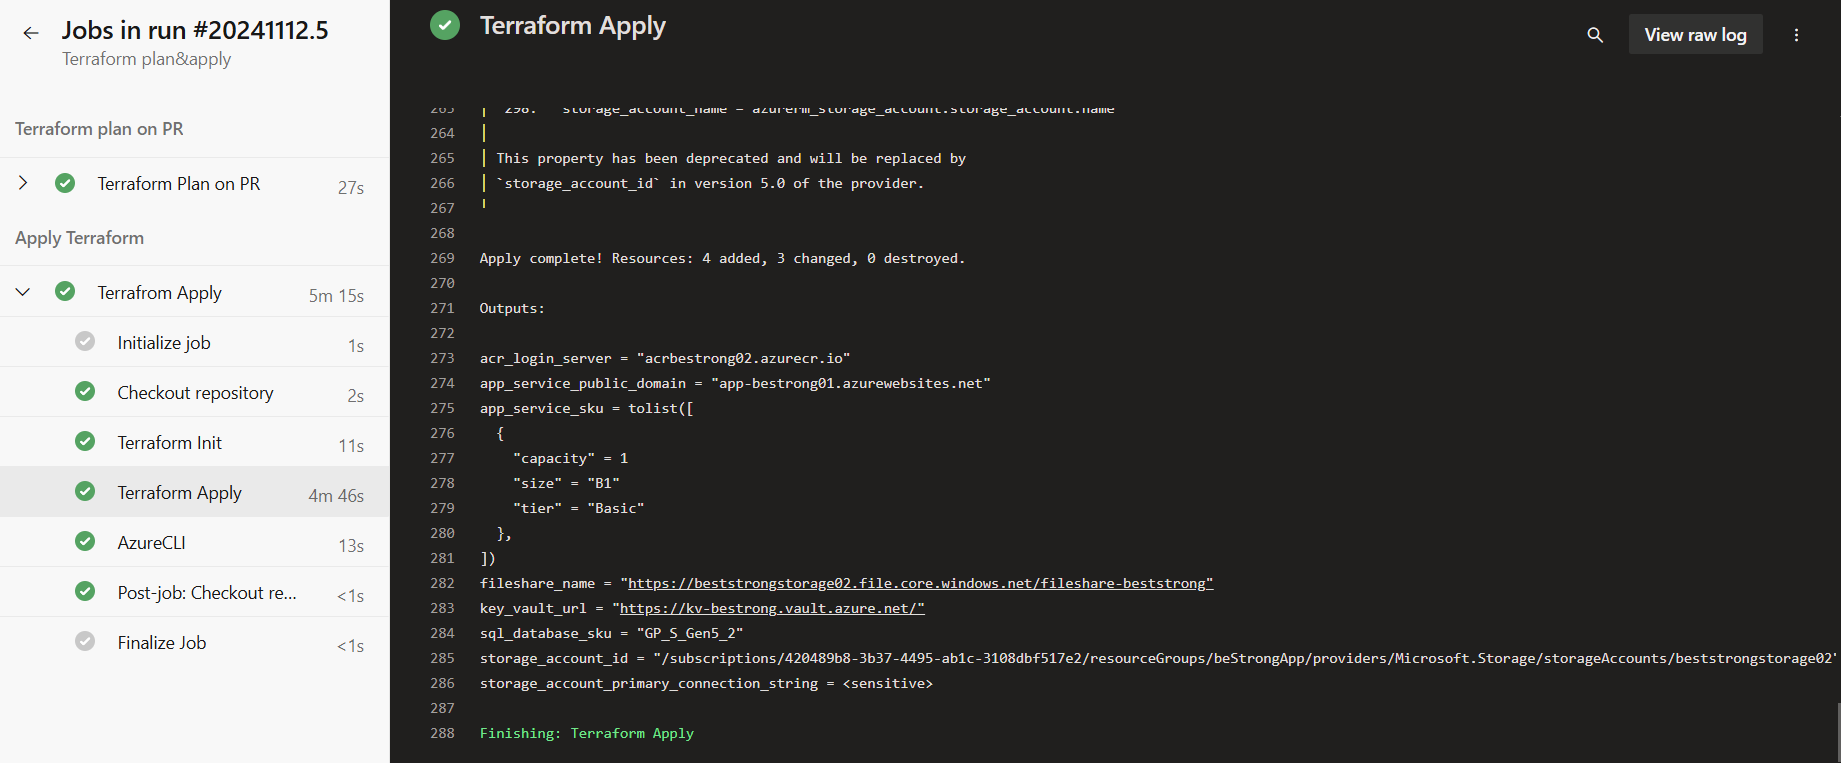 Jobs in run #20241112.5
Terraform plan&apply
Terraform plan on PR
Terraform Plan on PR 27s
Apply Terraform
Terrafrom Apply 5m 15s
Initialize job 1s
Checkout repository 2s
Terraform Init 11s
Terraform Apply 4m 46s
AzureCLI 13s
Post-job: Checkout re... <1s
Finalize Job <1s
Terraform Apply
View raw log
263 298: storage_account_name = azurerm_storage_account.storage_account.name
264
265 This property has been deprecated and will be replaced by
266 `storage_account_id` in version 5.0 of the provider.
267
268
269 Apply complete! Resources: 4 added, 3 changed, 0 destroyed.
270
271 Outputs:
272
273 acr_login_server = "acrbestrong02.azurecr.io"
274 app_service_public_domain = "app-bestrong01.azurewebsites.net"
275 app_service_sku = tolist([
276 {
277 "capacity" = 1
278 "size" = "B1"
279 "tier" = "Basic"
280 },
281 ])
282 fileshare_name = "https://beststrongstorage02.file.core.windows.net/fileshare-beststrong"
283 key_vault_url = "https://kv-bestrong.vault.azure.net/"
284 sql_database_sku = "GP_S_Gen5_2"
285 storage_account_id = "/subscriptions/420489b8-3b37-4495-ab1c-3108dbf517e2/resourceGroups/beStrongApp/providers/Microsoft.Storage/storageAccounts/beststrongstorage02"
286 storage_account_primary_connection_string = <sensitive>
287
288 Finishing: Terraform Apply